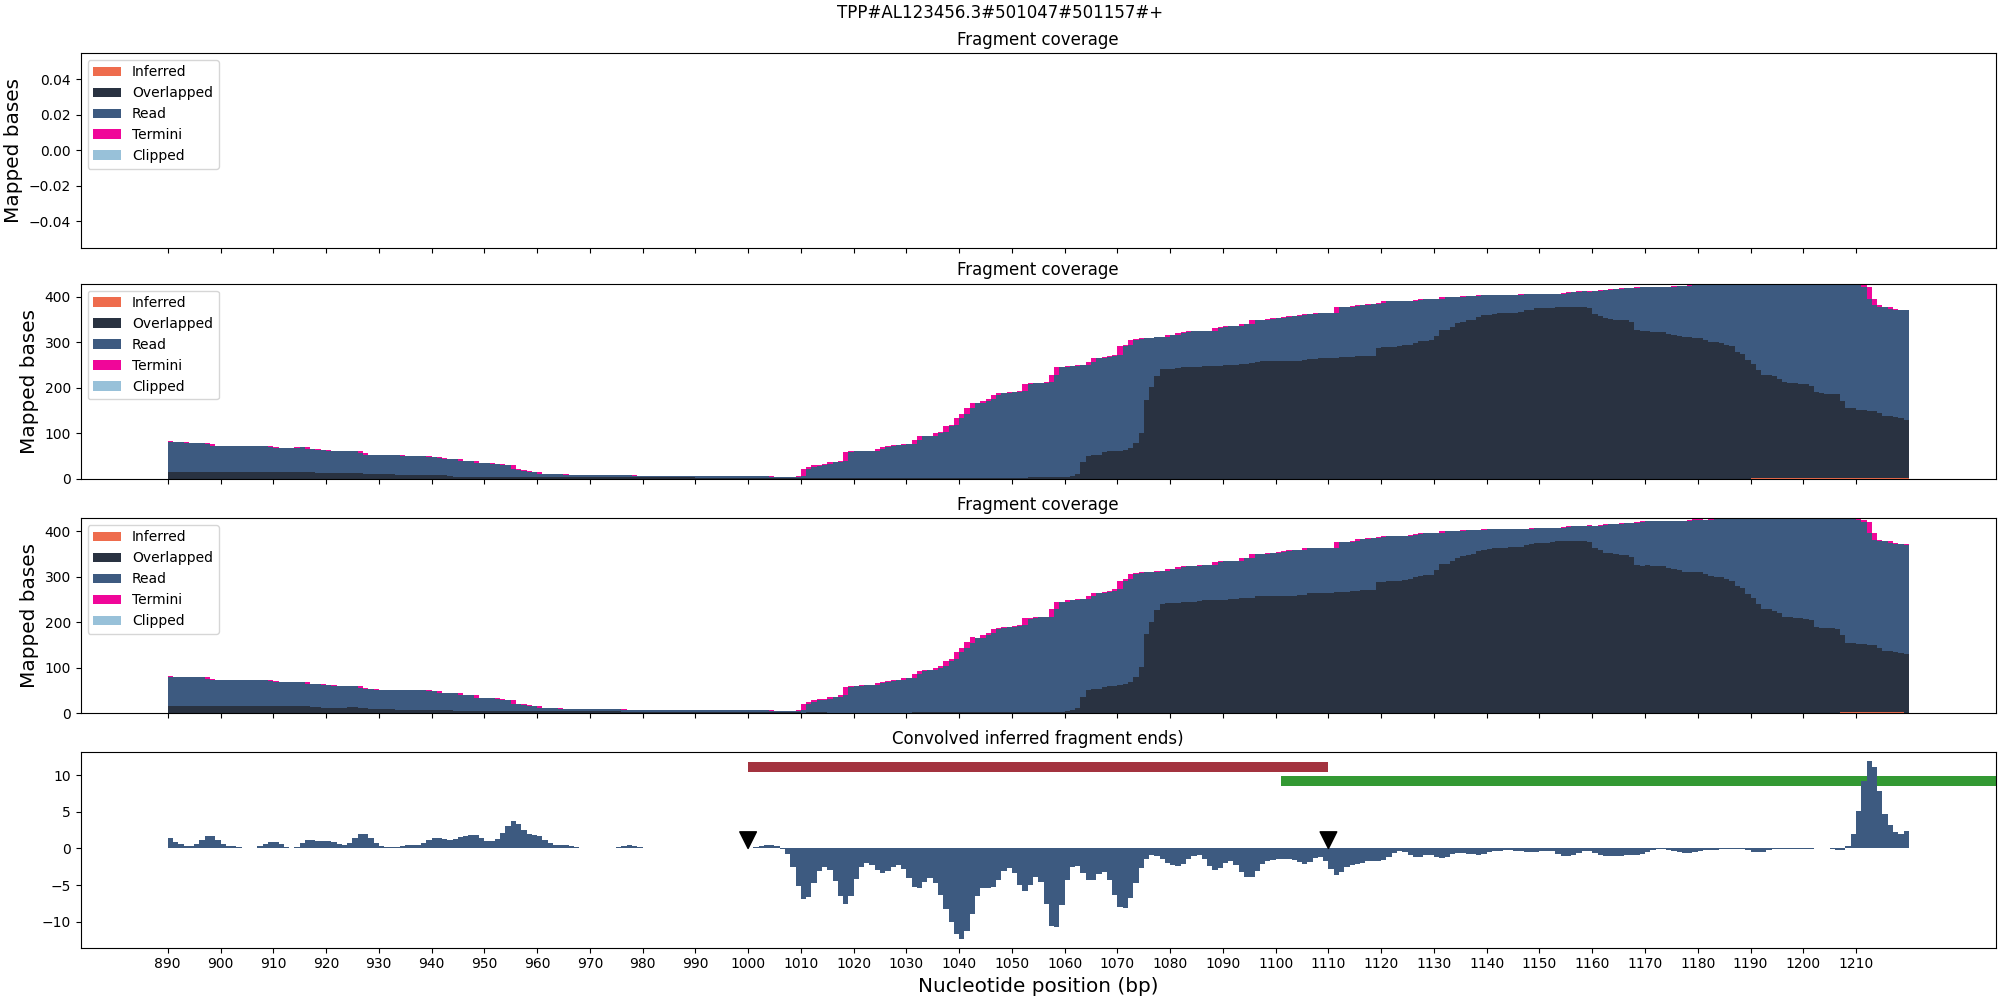 TPP#AL123456.3#501047#501157#+
Fragment coverage
Mapped bases
0.04
0.02
0.00
−0.02
−0.04
Inferred
Overlapped
Read
Termini
Clipped
Fragment coverage
Mapped bases
400
300
200
100
0
Inferred
Overlapped
Read
Termini
Clipped
Fragment coverage
Mapped bases
400
300
200
100
0
Inferred
Overlapped
Read
Termini
Clipped
Convolved inferred fragment ends)
10
5
0
−5
−10
890 900 910 920 930 940 950 960 970 980 990 1000 1010 1020 1030 1040 1050 1060 1070 1080 1090 1100 1110 1120 1130 1140 1150 1160 1170 1180 1190 1200 1210
Nucleotide position (bp)